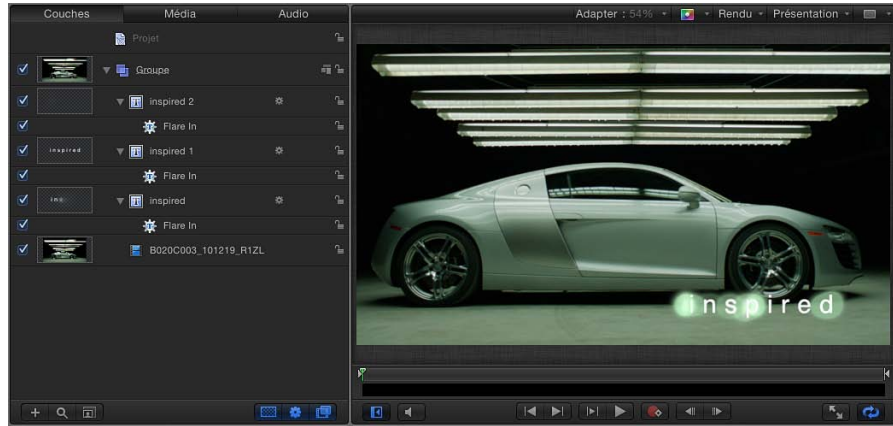 Couches Média Audio
Adapter : 54% Rendu Présentation
Projet
Groupe
inspired 2
Flare In
inspired
inspired 1
Flare In
ins
inspired
Flare In
B020C003_101219_R1ZL
inspired